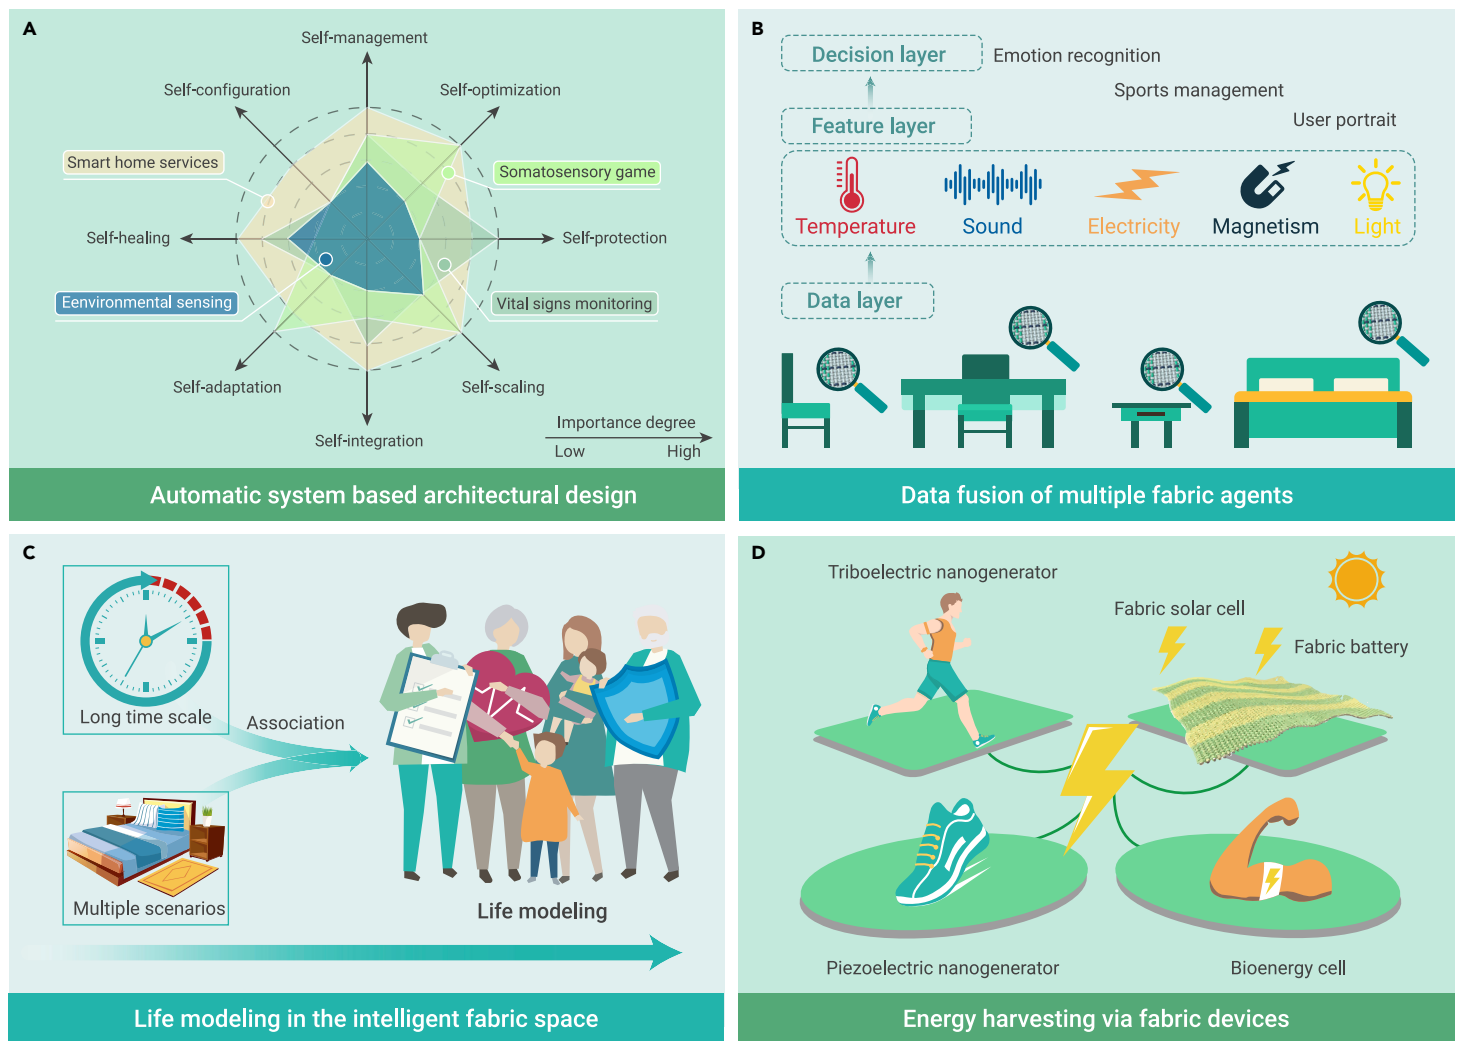 A
Self-management
Self-configuration
Self-optimization
Smart home services
Somatosensory game
Self-healing
Self-protection
Eenvironmental sensing
Vital signs monitoring
Self-adaptation
Self-scaling
Self-integration
Importance degree
Low
High
Automatic system based architectural design
B
Decision layer
Emotion recognition
Sports management
Feature layer
User portrait
Temperature
Sound
Electricity
Magnetism
Light
Data layer
Data fusion of multiple fabric agents
C
Long time scale
Association
Multiple scenarios
Life modeling
Life modeling in the intelligent fabric space
D
Triboelectric nanogenerator
Fabric solar cell
Fabric battery
Piezoelectric nanogenerator
Bioenergy cell
Energy harvesting via fabric devices